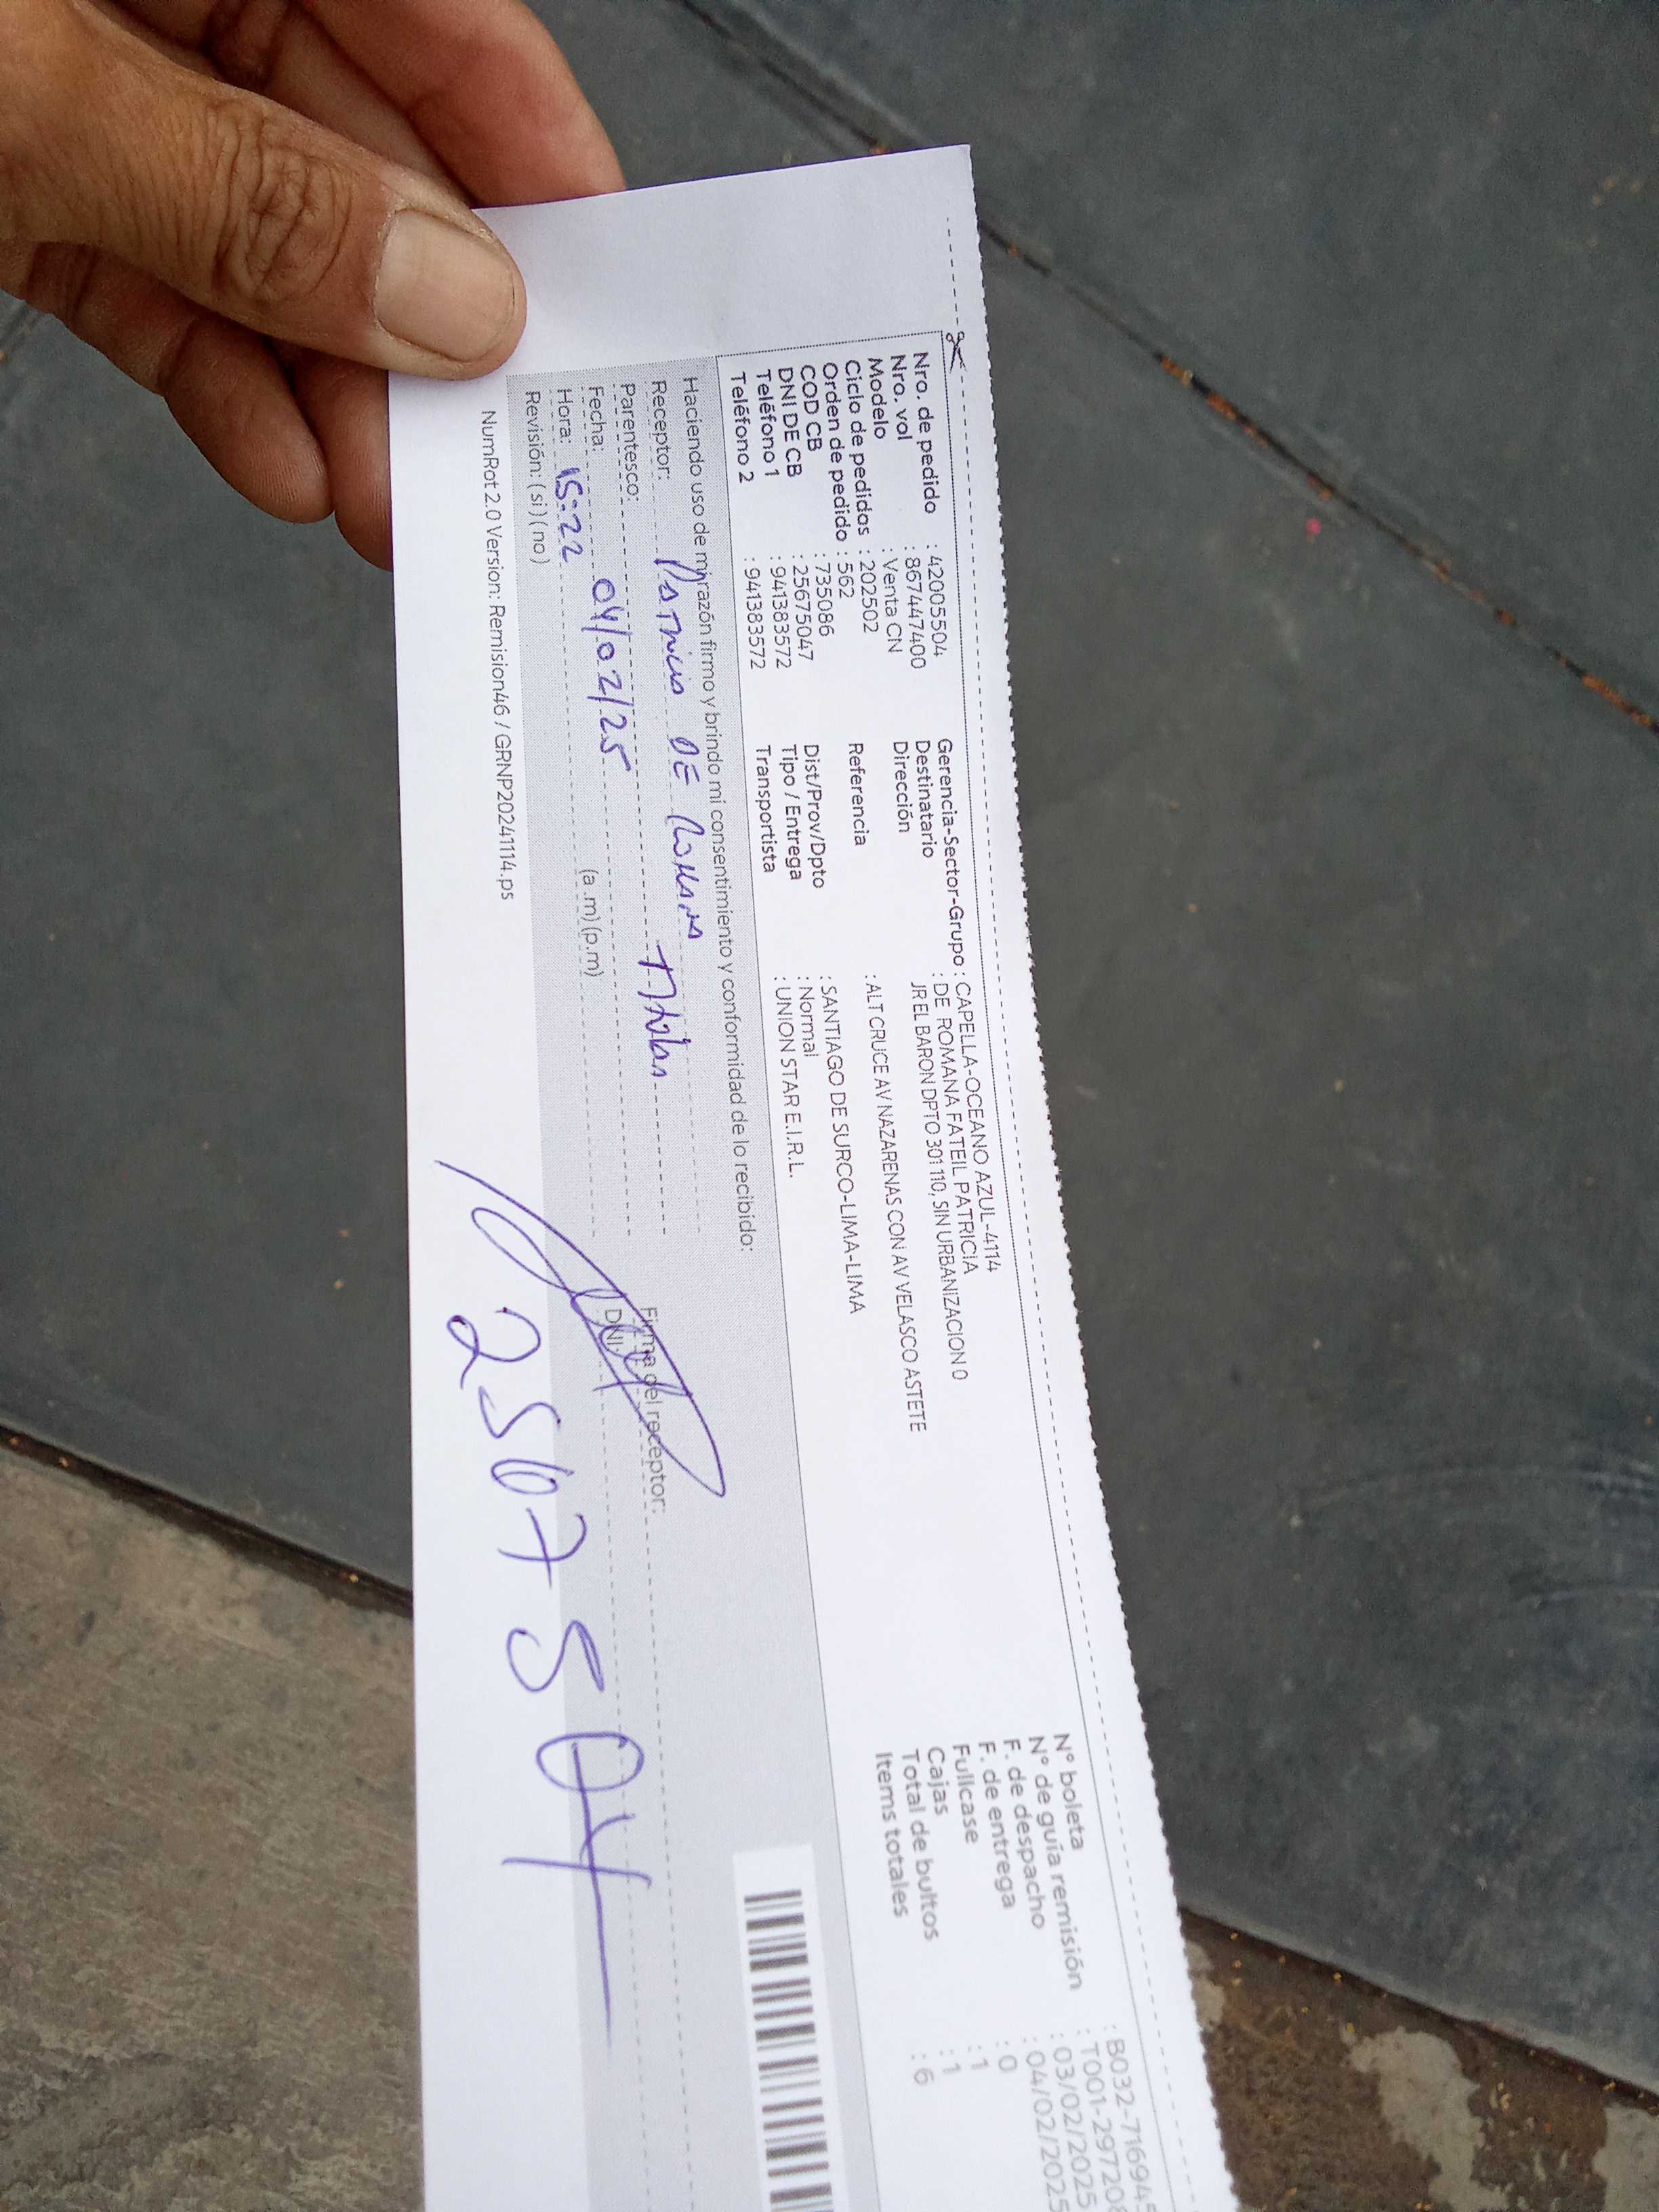 Nro. de pedido : 42005504
Nro. vol : 867447400
Modelo : Venta CN
Ciclo de pedidos : 202502
Orden de pedido : 562
COD CB : 735086
DNI DE CB : 25675047
Teléfono 1 : 941383572
Teléfono 2 : 941383572
Gerencia-Sector-Grupo : CAPELLA-OCEANO AZUL-4114
Destinatario : DE ROMANA FATEIL PATRICIA
Dirección JR EL BARON DPTO 301 110, SIN URBANIZACION 0
Referencia : ALT CRUCE AV NAZARENAS CON AV VELASCO ASTETE
Dist/Prov/Dpto : SANTIAGO DE SURCO-LIMA-LIMA
Tipo / Entrega : Normal
Transportista : UNION STAR E.I.R.L.
N° boleta : B032-716945
N° de guía remisión : T001-297208
F. de despacho : 03/02/2025
F. de entrega : 04/02/2025
Fullcase : 0
Cajas : 1
Total de bultos : 1
Items totales : 6
Haciendo uso de mi razón firmo y brindo mi consentimiento y conformidad de lo recibido:
Receptor: Patricia DE Romana
Parentesco: Titular
Fecha: 04/02/25
Hora: 15:22 (a.m) (p.m)
Revisión: ( si ) ( no )
Firma del receptor:
DNI:
2567504
NumRot 2.0 Version: Remision46 / GRNP20241114.ps